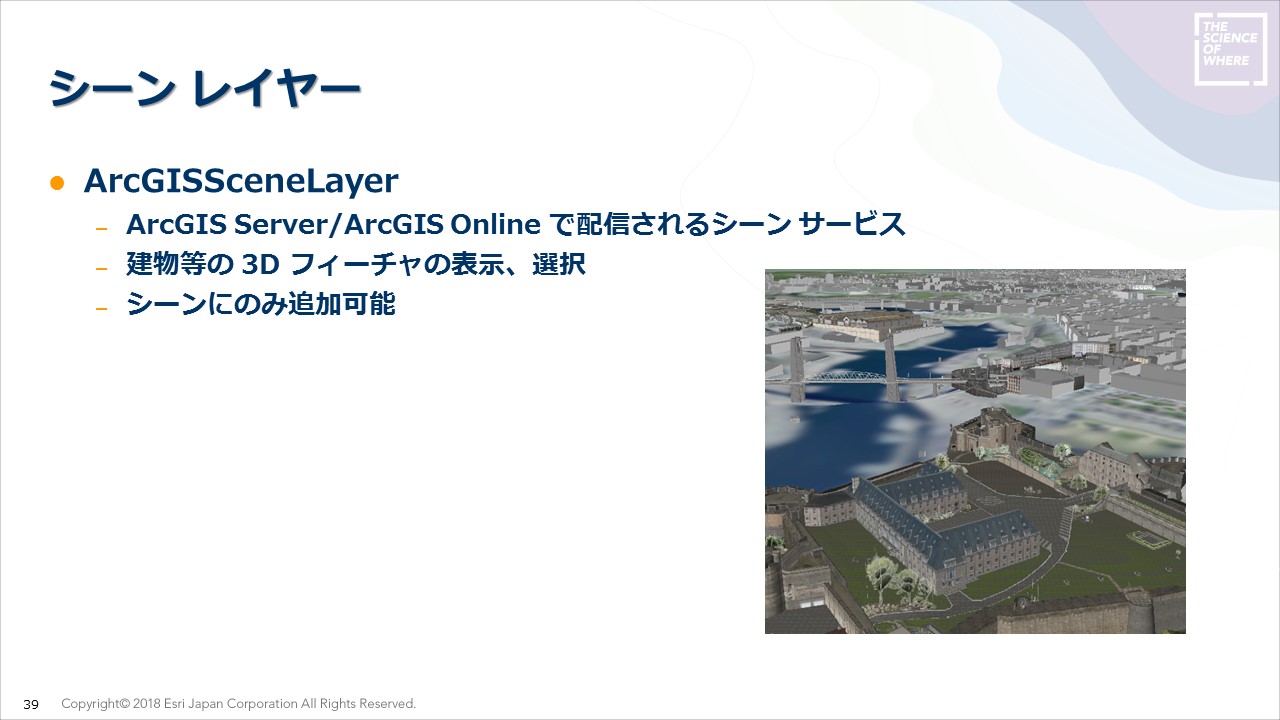 THE
SCIENCE
OF
WHERE
シーン レイヤー
● ArcGISSceneLayer
– ArcGIS Server/ArcGIS Online で配信されるシーン サービス
– 建物等の 3D フィーチャの表示、選択
– シーンにのみ追加可能
39 Copyright© 2018 Esri Japan Corporation All Rights Reserved.